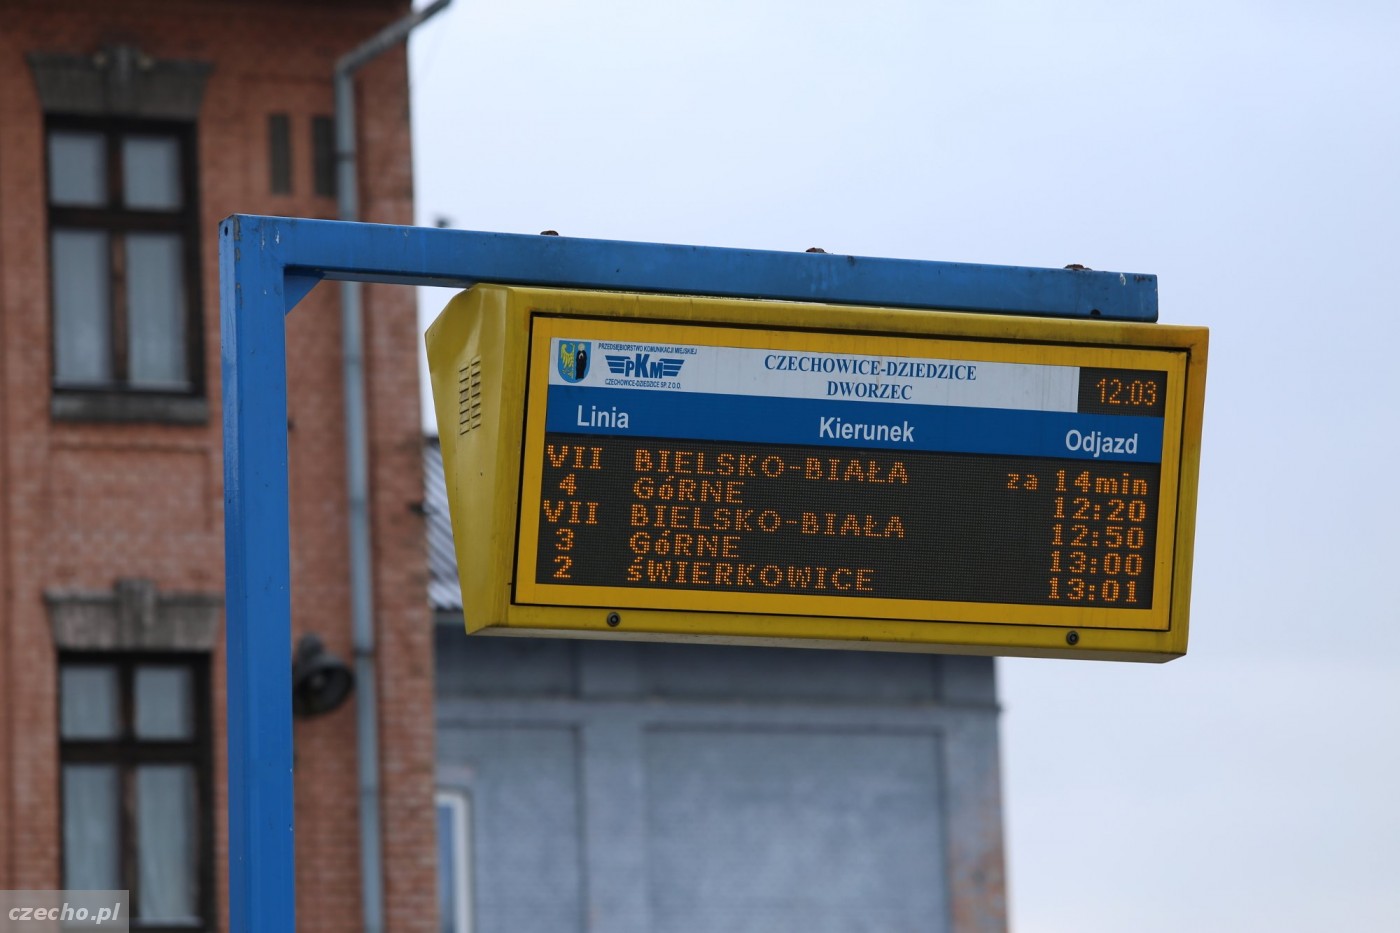 PRZEDSIĘBIORSTWO KOMUNIKACJI MIEJSKIEJ
PKM
CZECHOWICE-DZIEDZICE SP. Z O.O.
CZECHOWICE-DZIEDZICE
DWORZEC
12:03
Linia Kierunek Odjazd
VII BIELSKO-BIAŁA za 14min
4 GóRNE 12:20
VII BIELSKO-BIAŁA 12:50
3 GóRNE 13:00
2 śWIERKOWICE 13:01
czecho.pl